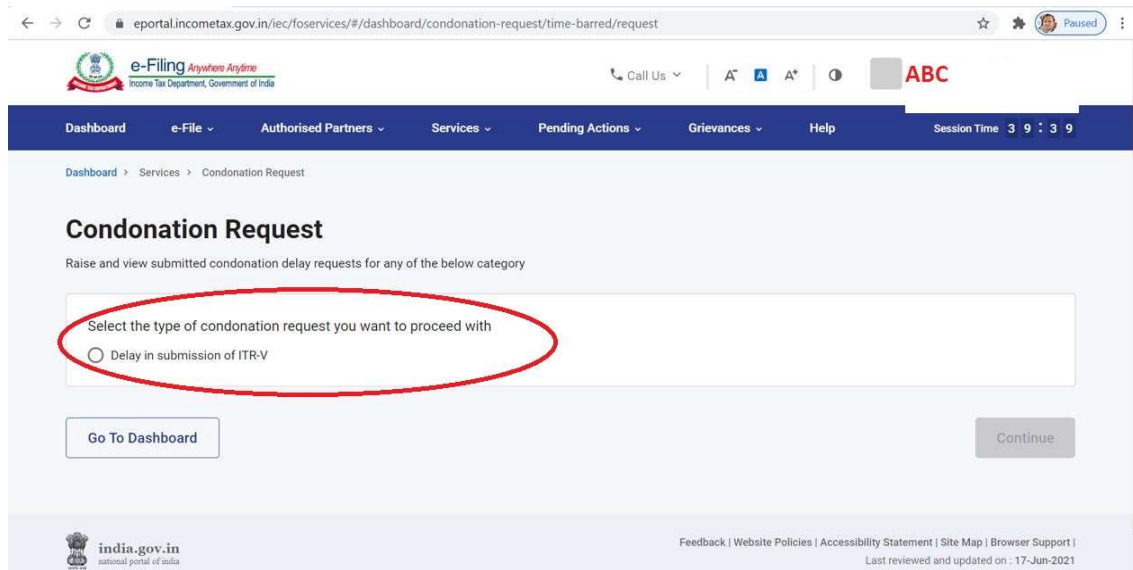 eportal.incometax.gov.in/iec/foservices/#/dashboard/condonation-request/time-barred/request
Paused
e-Filing Anywhere Anytime
Income Tax Department, Government of India
Call Us
A- A A+
ABC
Dashboard e-File Authorised Partners Services Pending Actions Grievances Help Session Time 3 9 : 3 9
Dashboard > Services > Condonation Request
Condonation Request
Raise and view submitted condonation delay requests for any of the below category
Select the type of condonation request you want to proceed with
Delay in submission of ITR-V
Go To Dashboard Continue
india.gov.in
national portal of india
Feedback | Website Policies | Accessibility Statement | Site Map | Browser Support |
Last reviewed and updated on : 17-Jun-2021